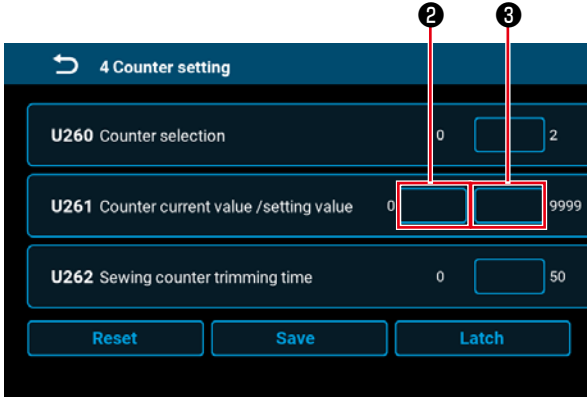 ❷ ❸
4 Counter setting
U260 Counter selection 0 2
U261 Counter current value /setting value 0 9999
U262 Sewing counter trimming time 0 50
Reset Save Latch